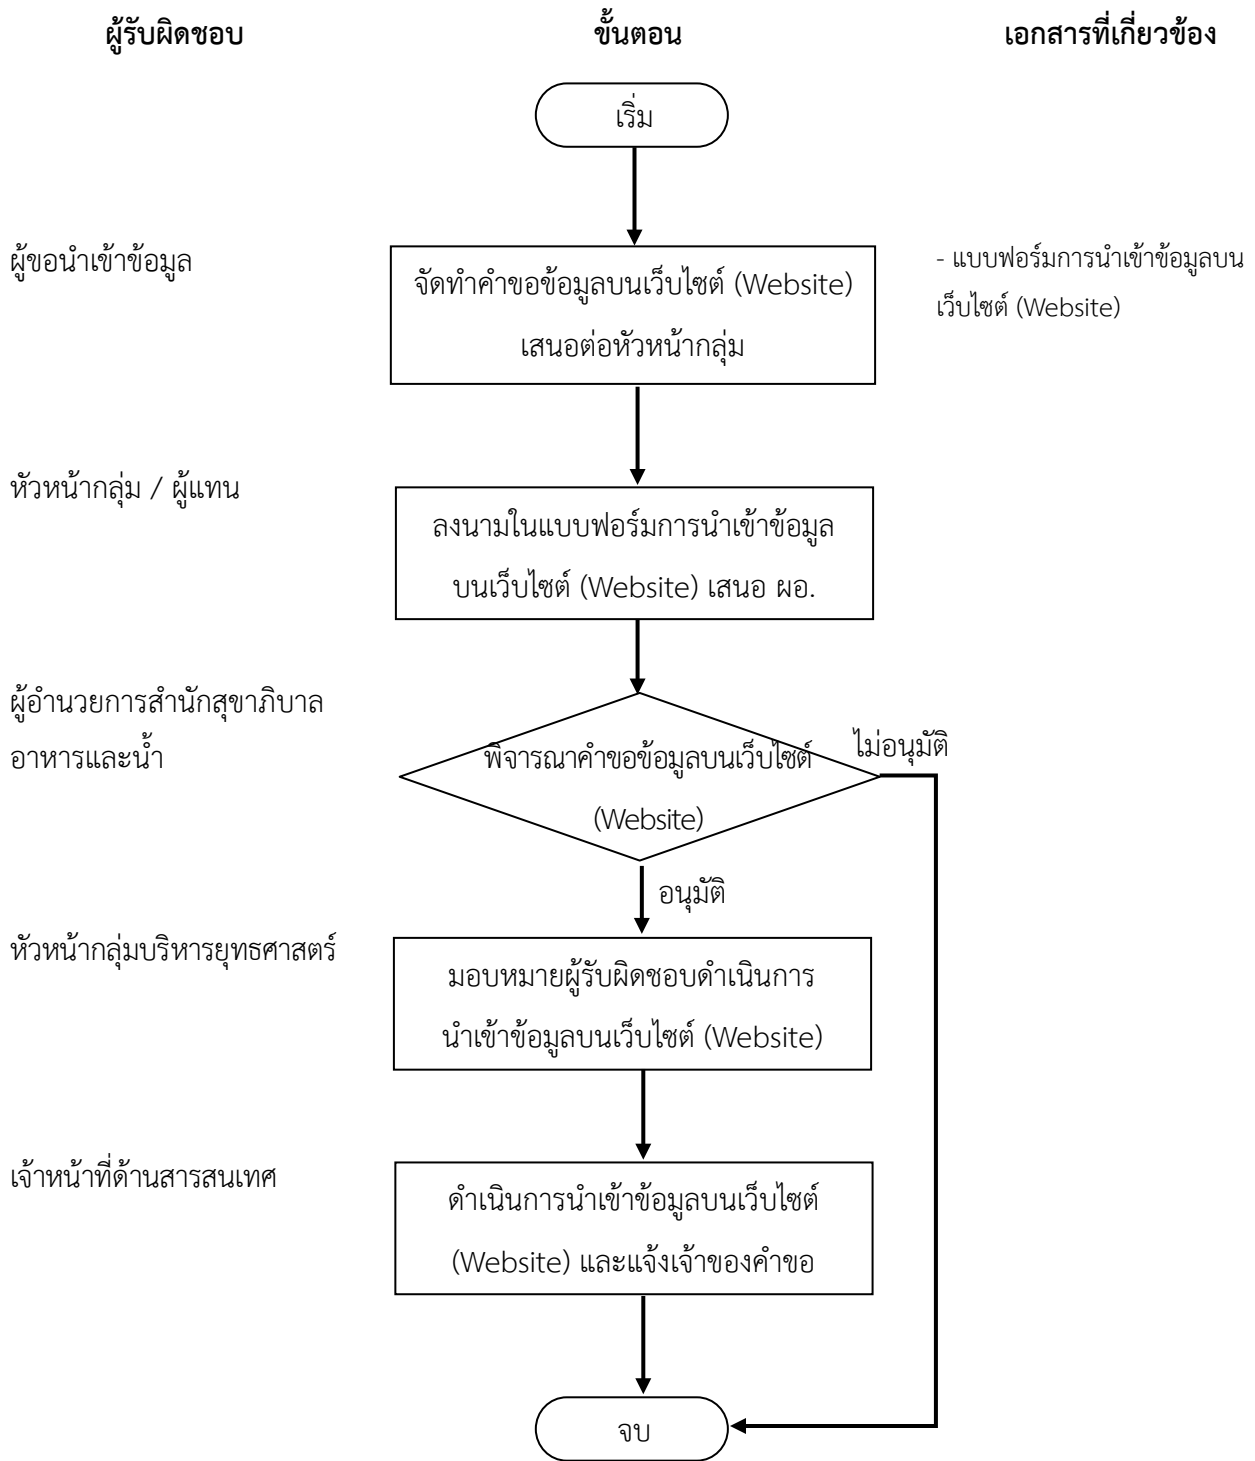 ผู้รับผิดชอบ
ขั้นตอน
เอกสารที่เกี่ยวข้อง
เริ่ม
ผู้ขอนำเข้าข้อมูล
จัดทำคำขอข้อมูลบนเว็บไซต์ (Website)
เสนอต่อหัวหน้ากลุ่ม
- แบบฟอร์มการนำเข้าข้อมูลบน
เว็บไซต์ (Website)
หัวหน้ากลุ่ม / ผู้แทน
ลงนามในแบบฟอร์มการนำเข้าข้อมูล
บนเว็บไซต์ (Website) เสนอ ผอ.
ผู้อำนวยการสำนักสุขาภิบาล
อาหารและน้ำ
พิจารณาคำขอข้อมูลบนเว็บไซต์
(Website)
ไม่อนุมัติ
อนุมัติ
หัวหน้ากลุ่มบริหารยุทธศาสตร์
มอบหมายผู้รับผิดชอบดำเนินการ
นำเข้าข้อมูลบนเว็บไซต์ (Website)
เจ้าหน้าที่ด้านสารสนเทศ
ดำเนินการนำเข้าข้อมูลบนเว็บไซต์
(Website) และแจ้งเจ้าของคำขอ
จบ